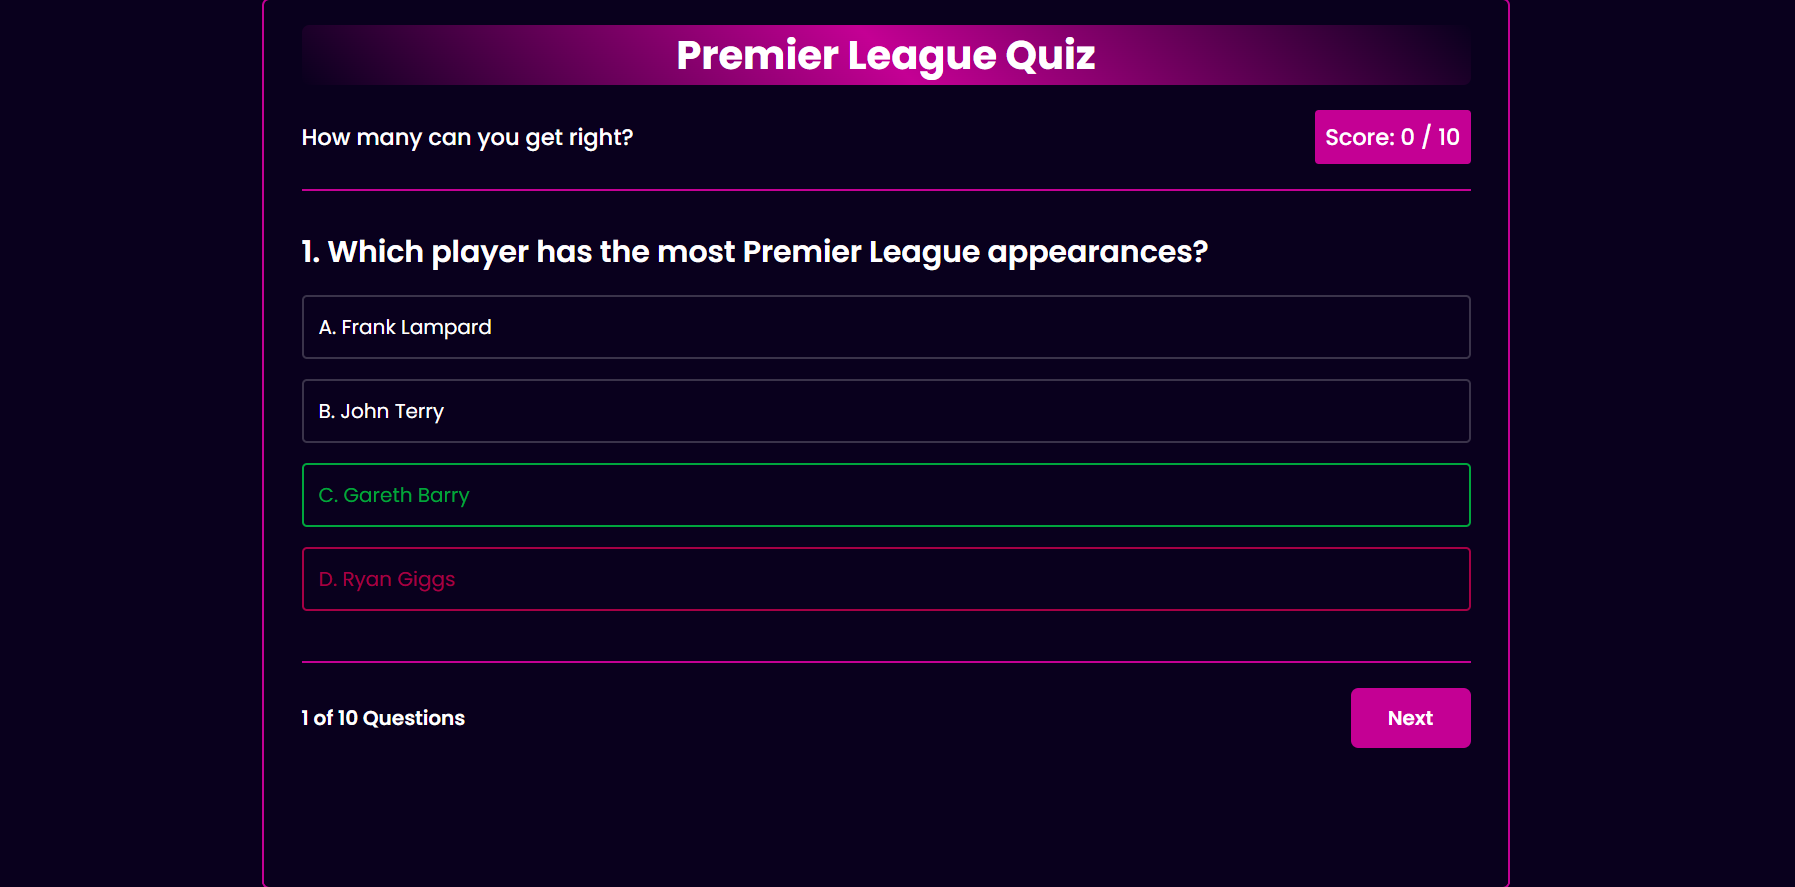 Premier League Quiz
How many can you get right?
Score: 0 / 10
1. Which player has the most Premier League appearances?
A. Frank Lampard
B. John Terry
C. Gareth Barry
D. Ryan Giggs
1 of 10 Questions
Next